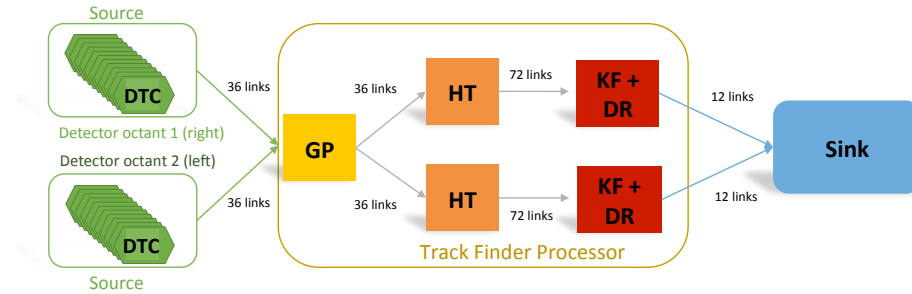 Source
DTC
Detector octant 1 (right)
Detector octant 2 (left)
DTC
Source
36 links
36 links
GP
36 links
36 links
HT
HT
72 links
72 links
KF +
DR
KF +
DR
Track Finder Processor
12 links
12 links
Sink